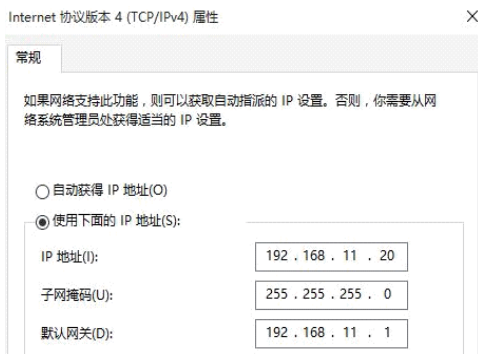 Internet 协议版本 4 (TCP/IPv4) 属性
常规
如果网络支持此功能，则可以获取自动指派的 IP 设置。否则，你需要从网
络系统管理员处获得适当的 IP 设置。
自动获得 IP 地址(O)
使用下面的 IP 地址(S):
IP 地址(I): 192 . 168 . 11 . 20
子网掩码(U): 255 . 255 . 255 . 0
默认网关(D): 192 . 168 . 11 . 1